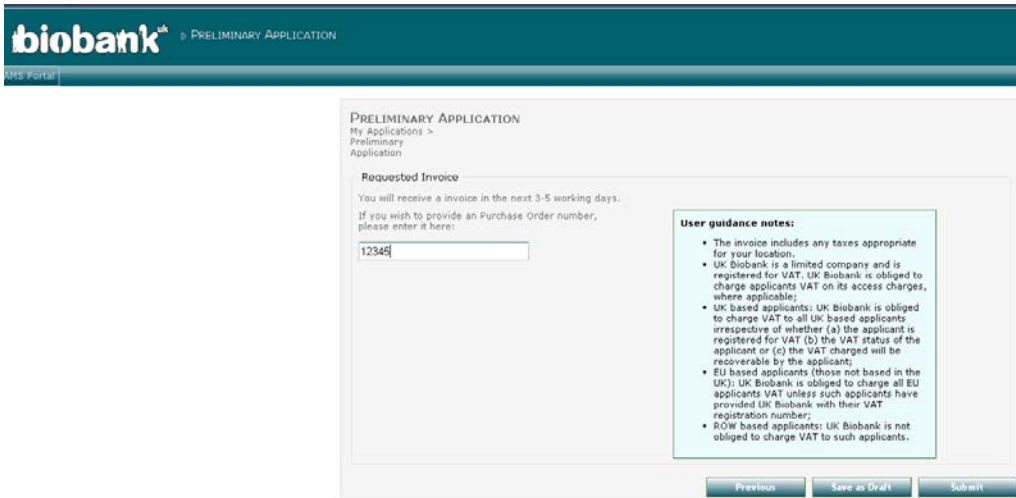 biobank uk
▷ PRELIMINARY APPLICATION
AMS Portal
PRELIMINARY APPLICATION
My Applications >
Preliminary
Application
Requested Invoice
You will receive a invoice in the next 3-5 working days.
If you wish to provide an Purchase Order number,
please enter it here:
12345
User guidance notes:
• The invoice includes any taxes appropriate
for your location.
• UK Biobank is a limited company and is
registered for VAT. UK Biobank is obliged to
charge applicants VAT on its access charges,
where applicable;
• UK based applicants: UK Biobank is obliged
to charge VAT to all UK based applicants
irrespective of whether (a) the applicant is
registered for VAT (b) the VAT status of the
applicant or (c) the VAT charged will be
recoverable by the applicant;
• EU based applicants (those not based in the
UK): UK Biobank is obliged to charge all EU
applicants VAT unless such applicants have
provided UK Biobank with their VAT
registration number;
• ROW based applicants: UK Biobank is not
obliged to charge VAT to such applicants.
Previous
Save as Draft
Submit